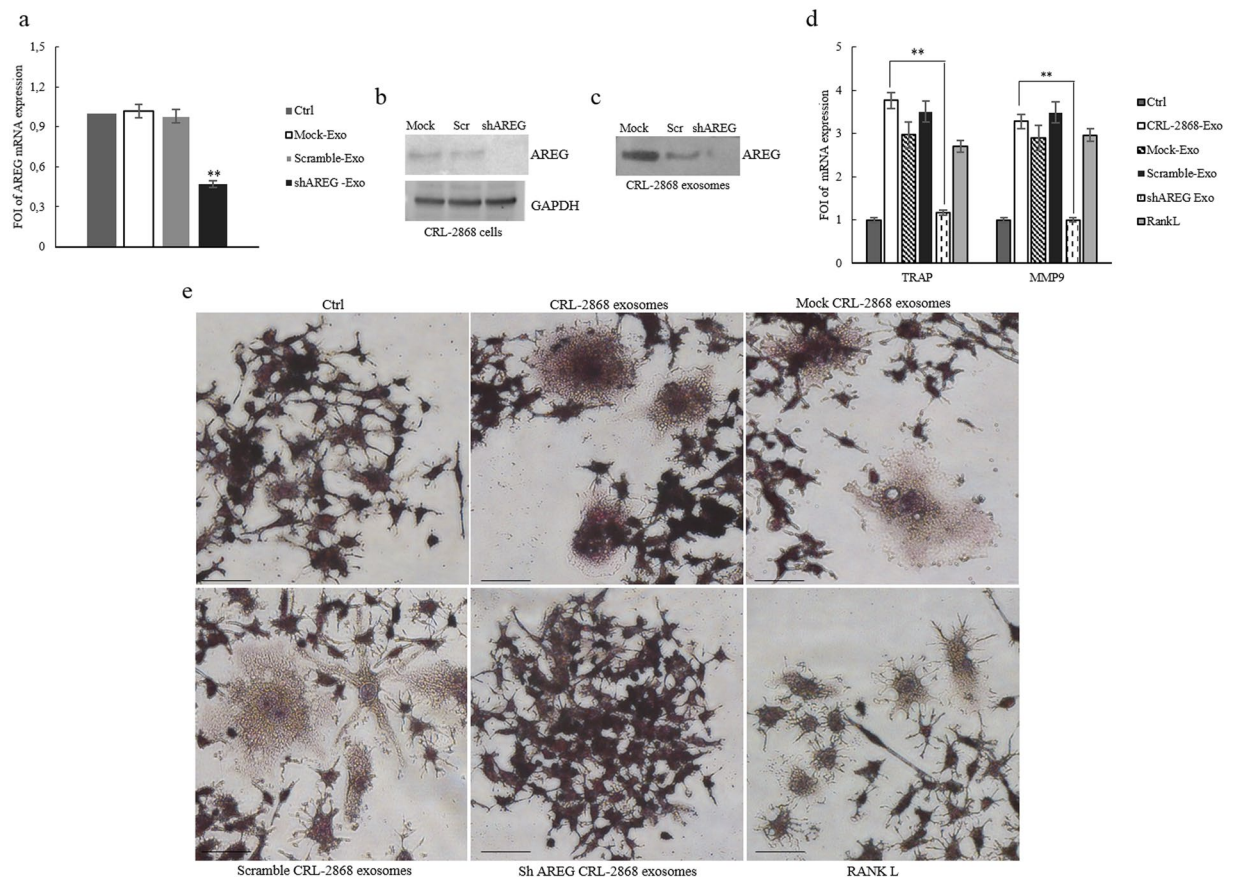 a
FOI of AREG mRNA expression
1,5
1,2
0,9
0,6
0,3
0
**
Ctrl
Mock-Exo
Scramble-Exo
shAREG -Exo
b
Mock Scr shAREG
AREG
GAPDH
CRL-2868 cells
c
Mock Scr shAREG
AREG
CRL-2868 exosomes
d
FOI of mRNA expression
5
4
3
2
1
0
**
**
TRAP MMP9
Ctrl
CRL-2868-Exo
Mock-Exo
Scramble-Exo
shAREG Exo
RankL
e
Ctrl CRL-2868 exosomes Mock CRL-2868 exosomes
Scramble CRL-2868 exosomes Sh AREG CRL-2868 exosomes RANK L